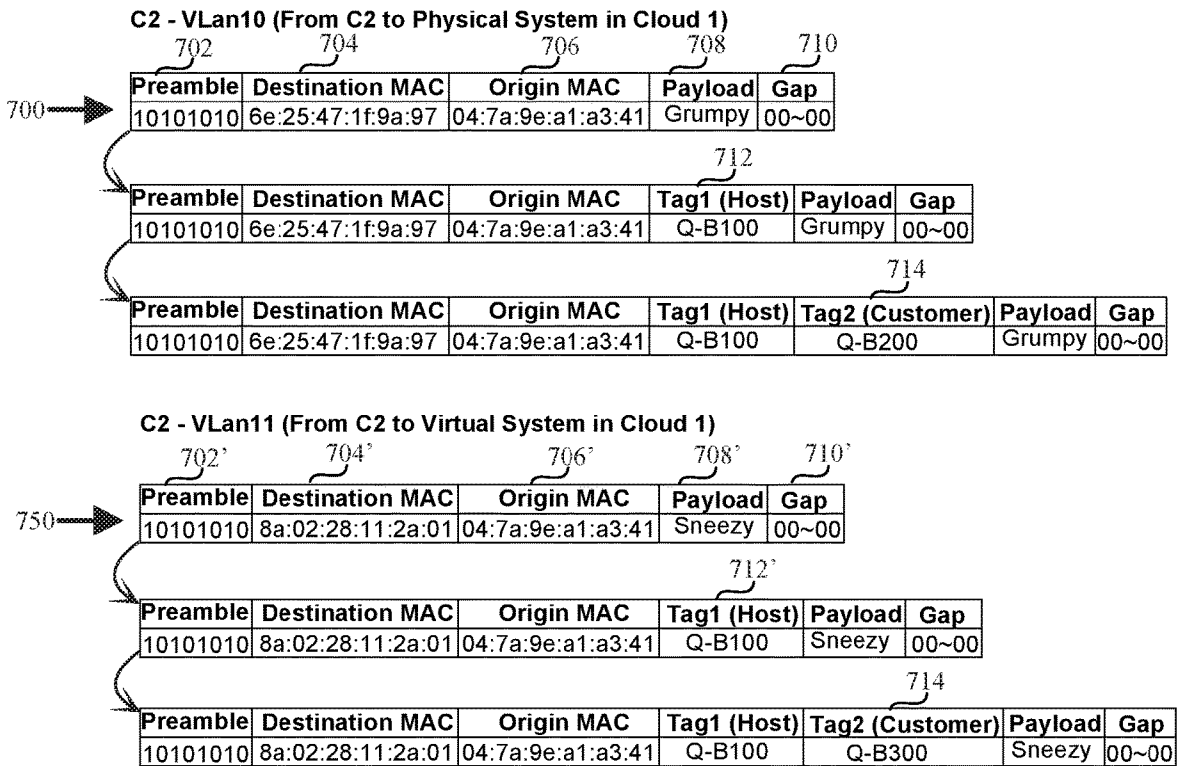 C2 - VLan10 (From C2 to Physical System in Cloud 1)
702 704 706 708 710
Preamble Destination MAC Origin MAC Payload Gap
700
10101010 6e:25:47:1f:9a:97 04:7a:9e:a1:a3:41 Grumpy 00~00
712
Preamble Destination MAC Origin MAC Tag1 (Host) Payload Gap
10101010 6e:25:47:1f:9a:97 04:7a:9e:a1:a3:41 Q-B100 Grumpy 00~00
714
Preamble Destination MAC Origin MAC Tag1 (Host) Tag2 (Customer) Payload Gap
10101010 6e:25:47:1f:9a:97 04:7a:9e:a1:a3:41 Q-B100 Q-B200 Grumpy 00~00
C2 - VLan11 (From C2 to Virtual System in Cloud 1)
702’ 704’ 706’ 708’ 710’
Preamble Destination MAC Origin MAC Payload Gap
750
10101010 8a:02:28:11:2a:01 04:7a:9e:a1:a3:41 Sneezy 00~00
712’
Preamble Destination MAC Origin MAC Tag1 (Host) Payload Gap
10101010 8a:02:28:11:2a:01 04:7a:9e:a1:a3:41 Q-B100 Sneezy 00~00
714
Preamble Destination MAC Origin MAC Tag1 (Host) Tag2 (Customer) Payload Gap
10101010 8a:02:28:11:2a:01 04:7a:9e:a1:a3:41 Q-B100 Q-B300 Sneezy 00~00